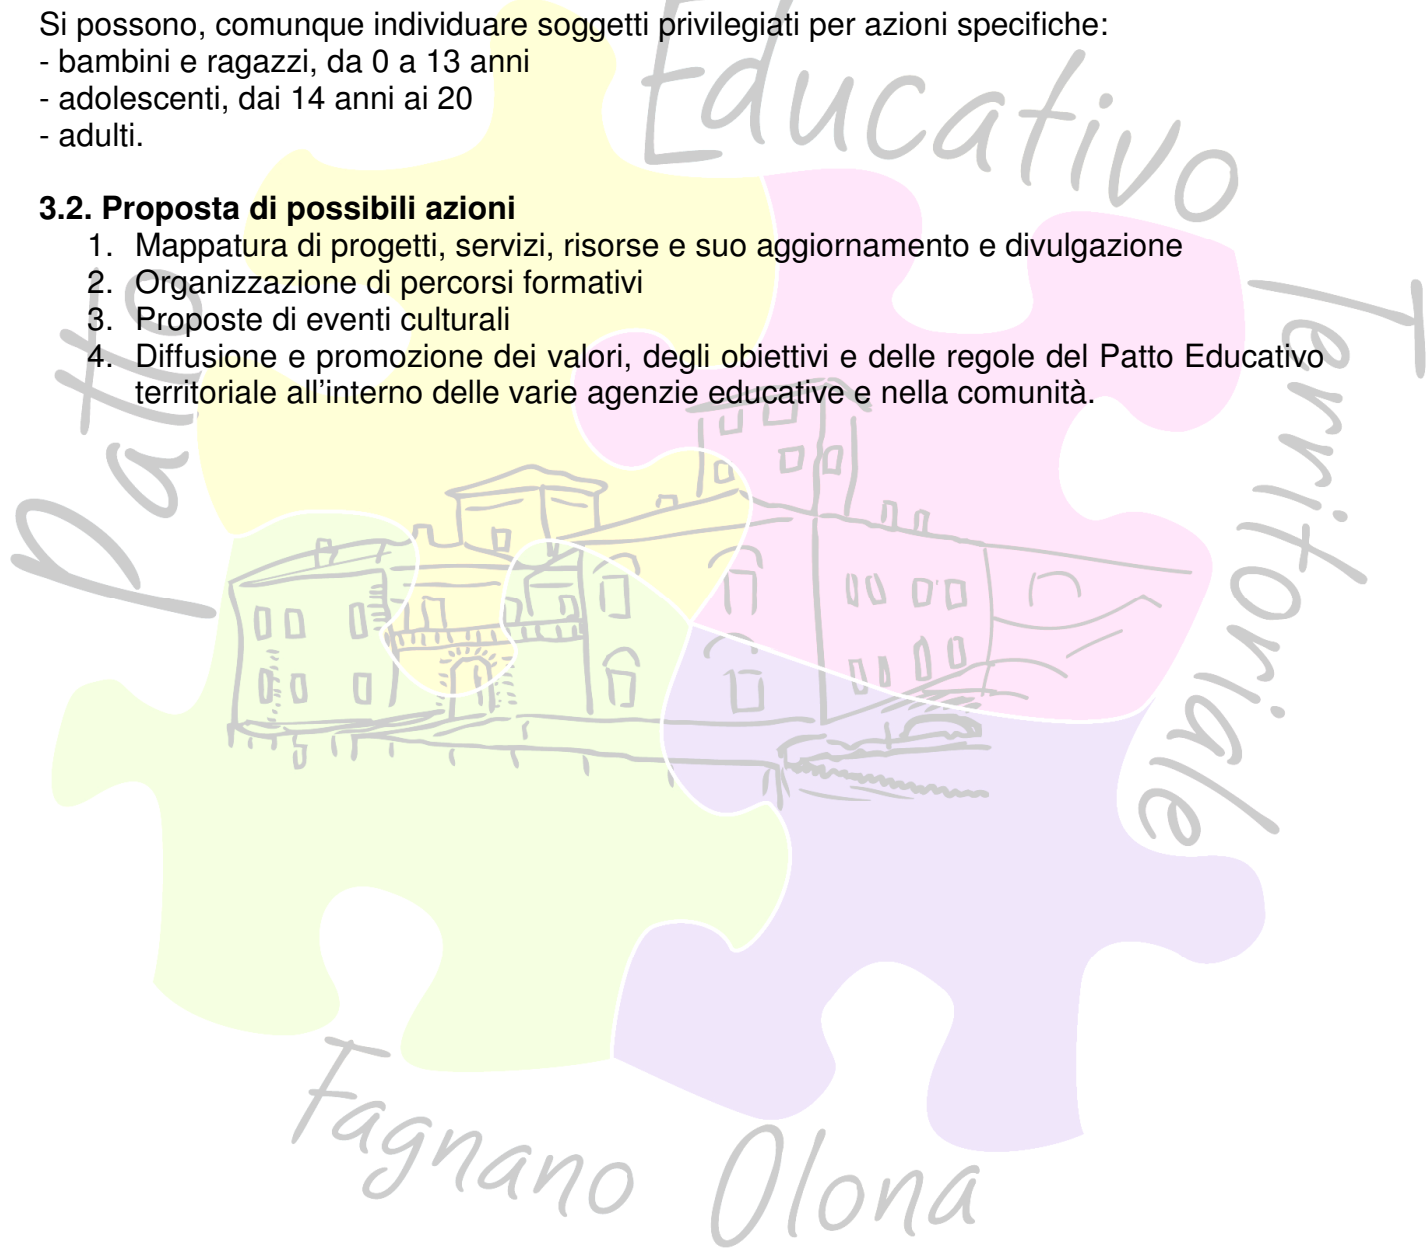 Si possono, comunque individuare soggetti privilegiati per azioni specifiche:
- bambini e ragazzi, da 0 a 13 anni
- adolescenti, dai 14 anni ai 20
- adulti.
3.2. Proposta di possibili azioni
1. Mappatura di progetti, servizi, risorse e suo aggiornamento e divulgazione
2. Organizzazione di percorsi formativi
3. Proposte di eventi culturali
4. Diffusione e promozione dei valori, degli obiettivi e delle regole del Patto Educativo
territoriale all'interno delle varie agenzie educative e nella comunità.
Patto
Educativo
Territoriale
Fagnano Olona